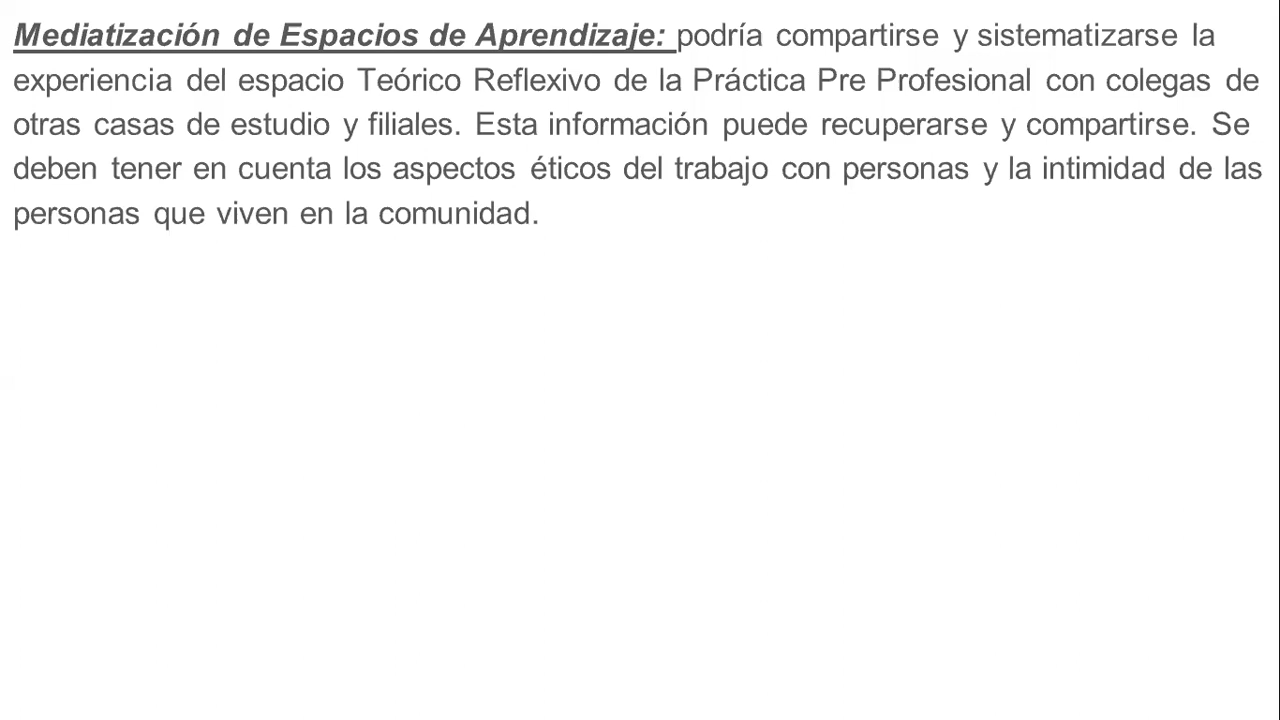 Mediatización de Espacios de Aprendizaje: podría compartirse y sistematizarse la
experiencia del espacio Teórico Reflexivo de la Práctica Pre Profesional con colegas de
otras casas de estudio y filiales. Esta información puede recuperarse y compartirse. Se
deben tener en cuenta los aspectos éticos del trabajo con personas y la intimidad de las
personas que viven en la comunidad.